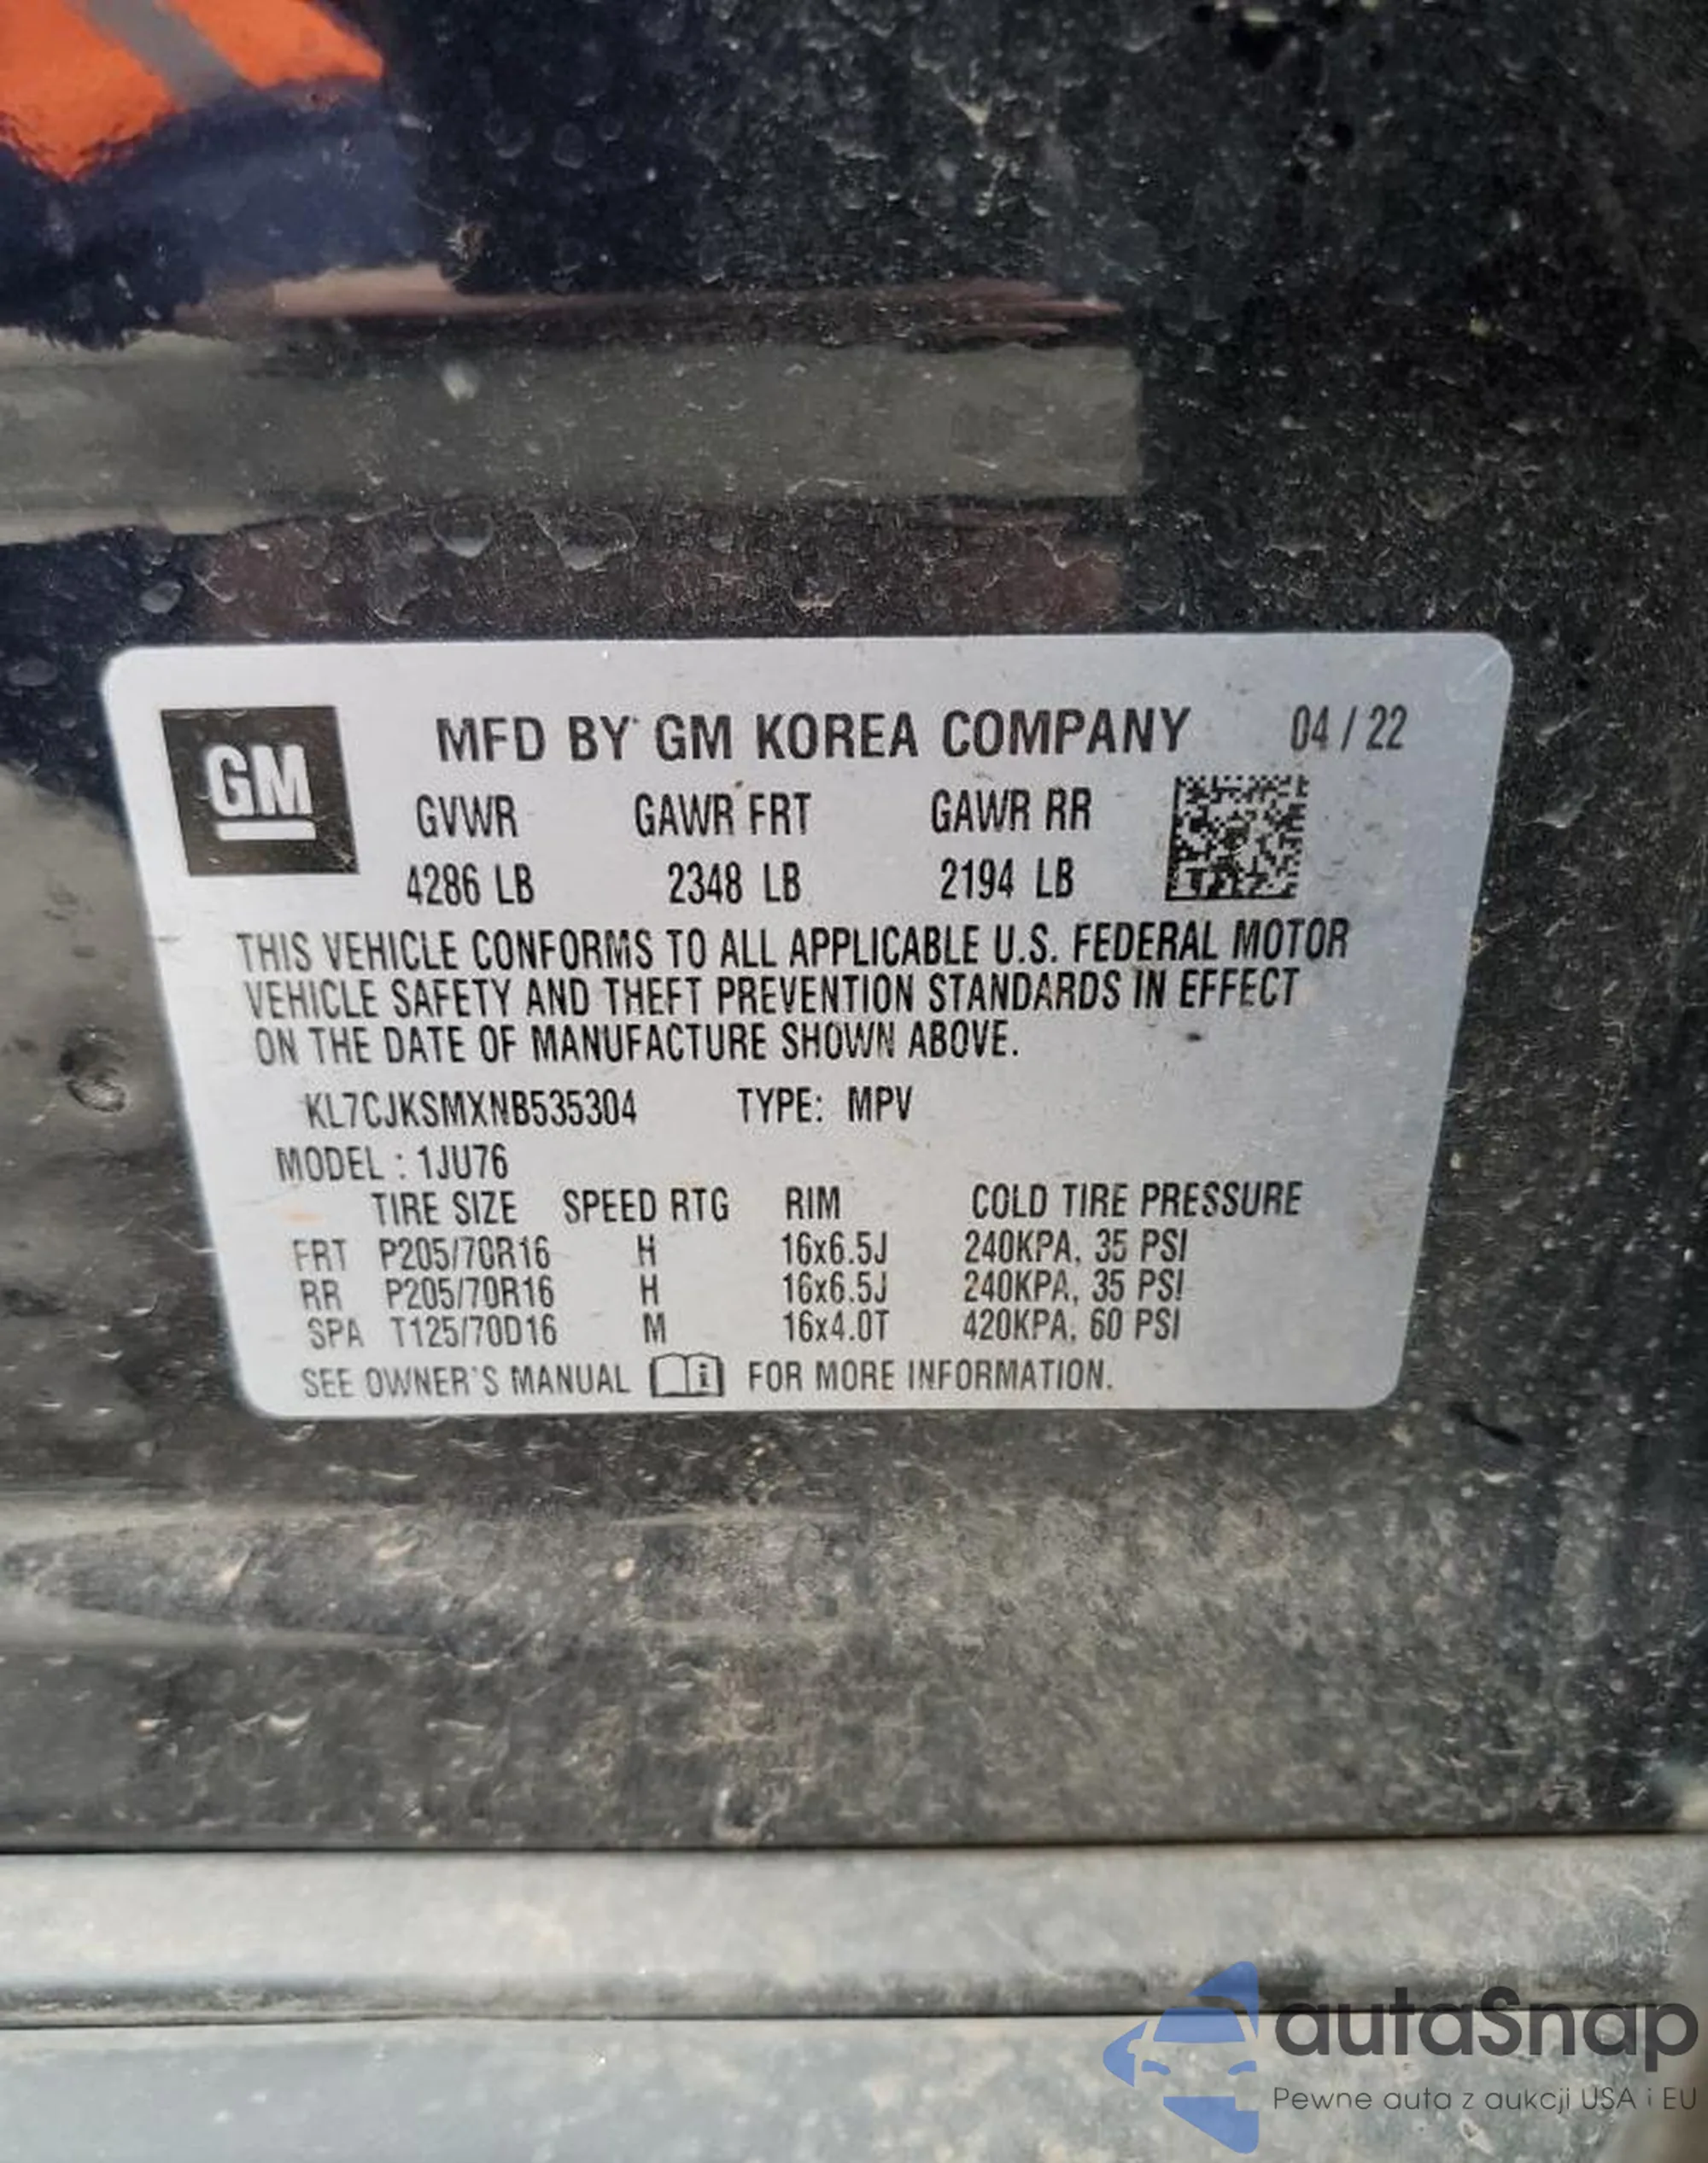 GM
MFD BY GM KOREA COMPANY 04 / 22
GVWR GAWR FRT GAWR RR
4286 LB 2348 LB 2194 LB
THIS VEHICLE CONFORMS TO ALL APPLICABLE U.S. FEDERAL MOTOR
VEHICLE SAFETY AND THEFT PREVENTION STANDARDS IN EFFECT
ON THE DATE OF MANUFACTURE SHOWN ABOVE.
KL7CJKSMXNB535304 TYPE: MPV
MODEL : 1JU76
TIRE SIZE SPEED RTG RIM COLD TIRE PRESSURE
FRT P205/70R16 H 16x6.5J 240KPA, 35 PSI
RR P205/70R16 H 16x6.5J 240KPA, 35 PSI
SPA T125/70D16 M 16x4.0T 420KPA, 60 PSI
SEE OWNER'S MANUAL i FOR MORE INFORMATION.
autaSnap
Pewne auta z aukcji USA i EU